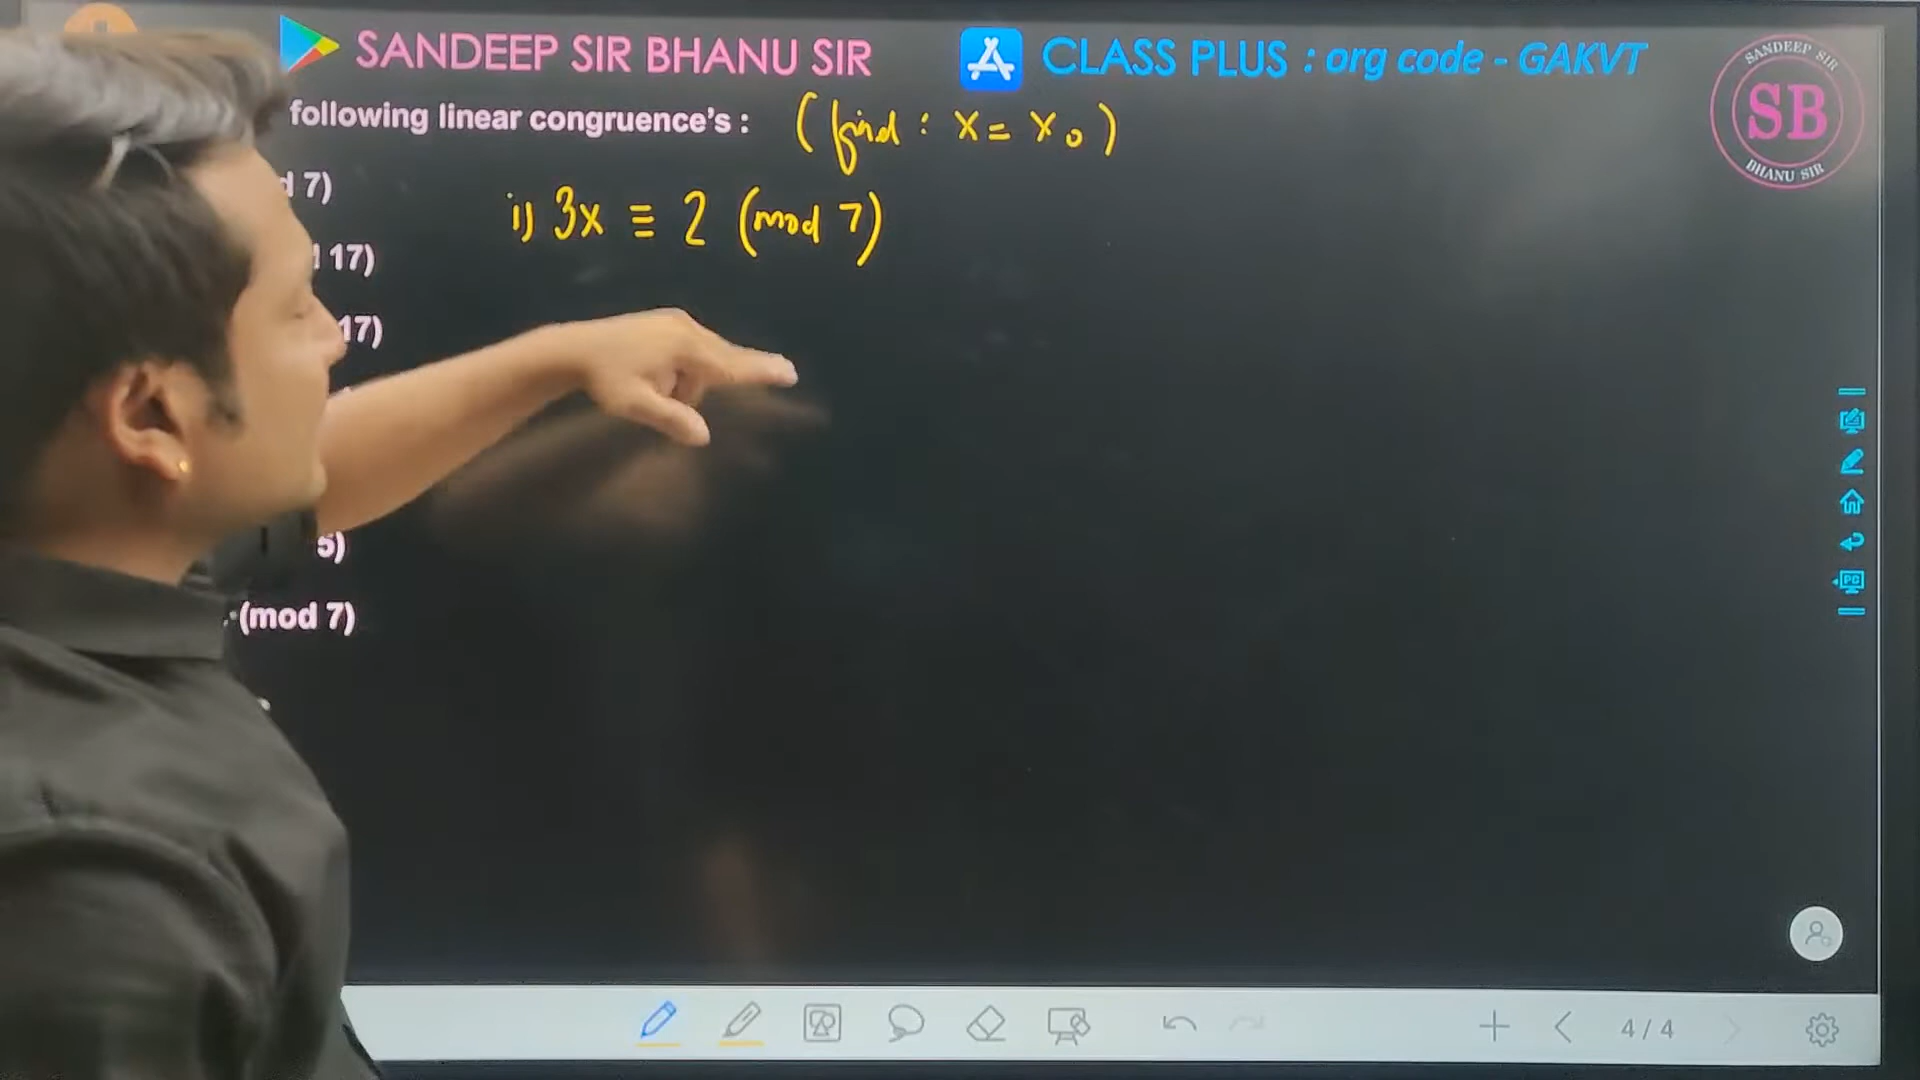 SANDEEP SIR BHANU SIR
CLASS PLUS : org code - GAKVT
SANDEEP SIR
SB
BHANU SIR
following linear congruence's :
(find : x = x₀)
7)
i) 3x ≡ 2 (mod 7)
17)
17)
5)
(mod 7)
PC
4 / 4